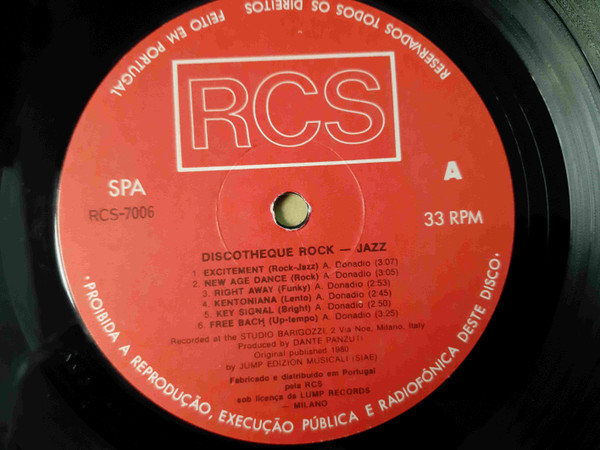 FEITO EM PORTUGAL
RESERVADOS TODOS OS DIREITOS
RCS
SPA
RCS-7006
A
33 RPM
DISCOTHEQUE ROCK — JAZZ
1. EXCITEMENT (Rock-Jazz) A. Donadio (3:07)
2. NEW AGE DANCE (Rock) A. Donadio (3:05)
3. RIGHT AWAY (Funky) A. Donadio (2:53)
4. KENTONIANA (Lento) A. Donadio (2:45)
5. KEY SIGNAL (Bright) A. Donadio (2:50)
6. FREE BACH (Up-tempo) A. Donadio (3:25)
Recorded at the STUDIO BARIGOZZI, 2 Via Noe, Milano, Italy
Produced by DANTE PANZUTI
Original published 1980
by JUMP EDIZION MUSICALI (SIAE)
Fabricado e distribuído em Portugal
pela RCS
sob licença da LUMP RECORDS
— MILANO
· PROIBIDA A REPRODUÇÃO, EXECUÇÃO PÚBLICA E RADIOFÓNICA DESTE DISCO ·